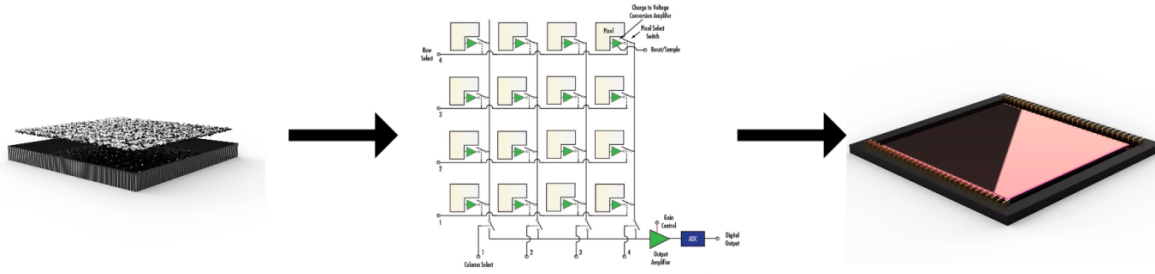 Charge to Voltage
Conversion Amplifer
Pixel
Pixel Select
Switch
Row
Select
4
Reset/Sample
3
2
1
Gain
Control
1
2
3
4
ADC
Digital
Output
Column Select
Output
Amplifier